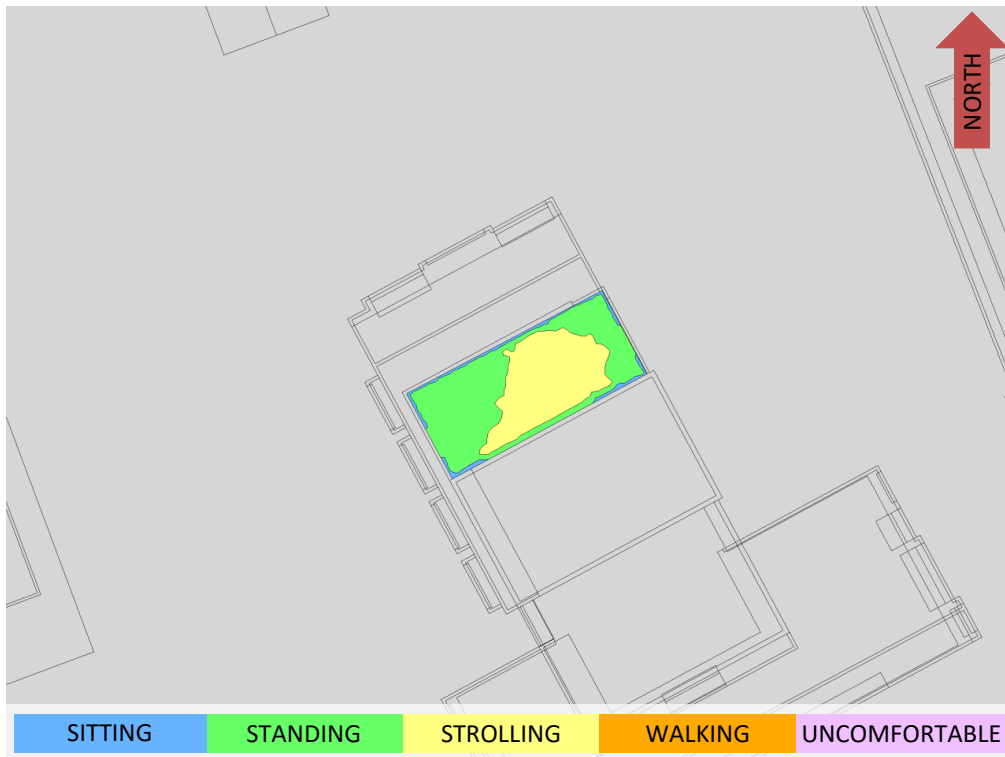 NORTH
SITTING
STANDING
STROLLING
WALKING
UNCOMFORTABLE